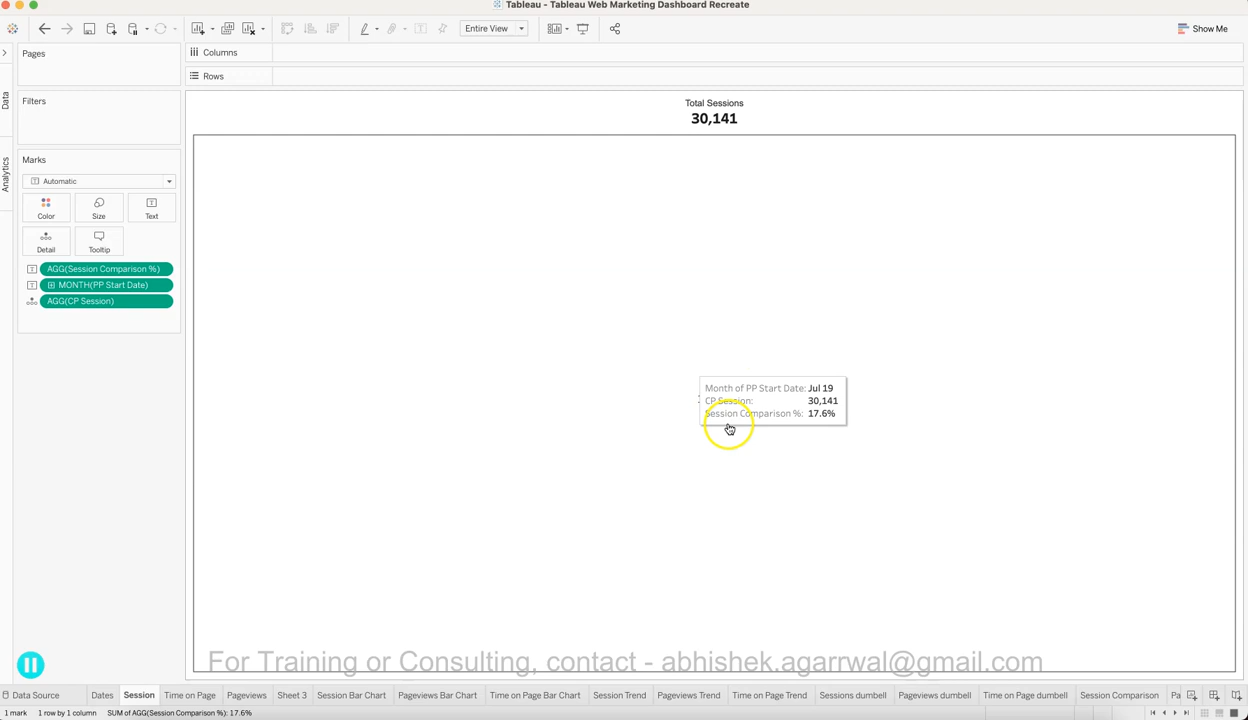 Tableau - Tableau Web Marketing Dashboard Recreate
Entire View
Show Me
Pages
Columns
Rows
Filters
Data
Analytics
Marks
Automatic
Color
Size
Text
Detail
Tooltip
AGG(Session Comparison %)
MONTH(PP Start Date)
AGG(CP Session)
Total Sessions
30,141
Month of PP Start Date: Jul 19
CP Session: 30,141
Session Comparison %: 17.6%
For Training or Consulting, contact - abhishek.agarrwal@gmail.com
Data Source Dates Session Time on Page Pageviews Sheet 3 Session Bar Chart Pageviews Bar Chart Time on Page Bar Chart Session Trend Pageviews Trend Time on Page Trend Sessions dumbell Pageviews dumbell Time on Page dumbell Session Comparison Pa
1 mark 1 row by 1 column SUM of AGG(Session Comparison %): 17.6%